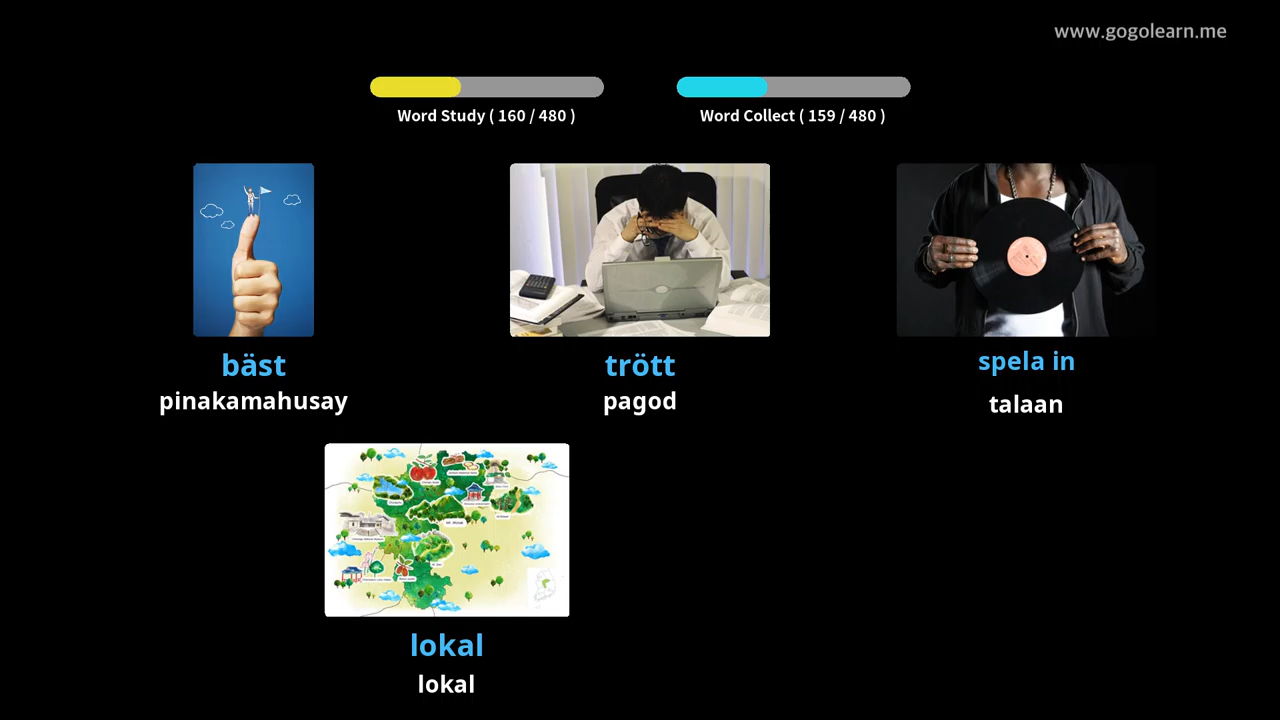 www.gogolearn.me
Word Study ( 160 / 480 )
Word Collect ( 159 / 480 )
bäst
pinakamahusay
trött
pagod
spela in
talaan
lokal
lokal